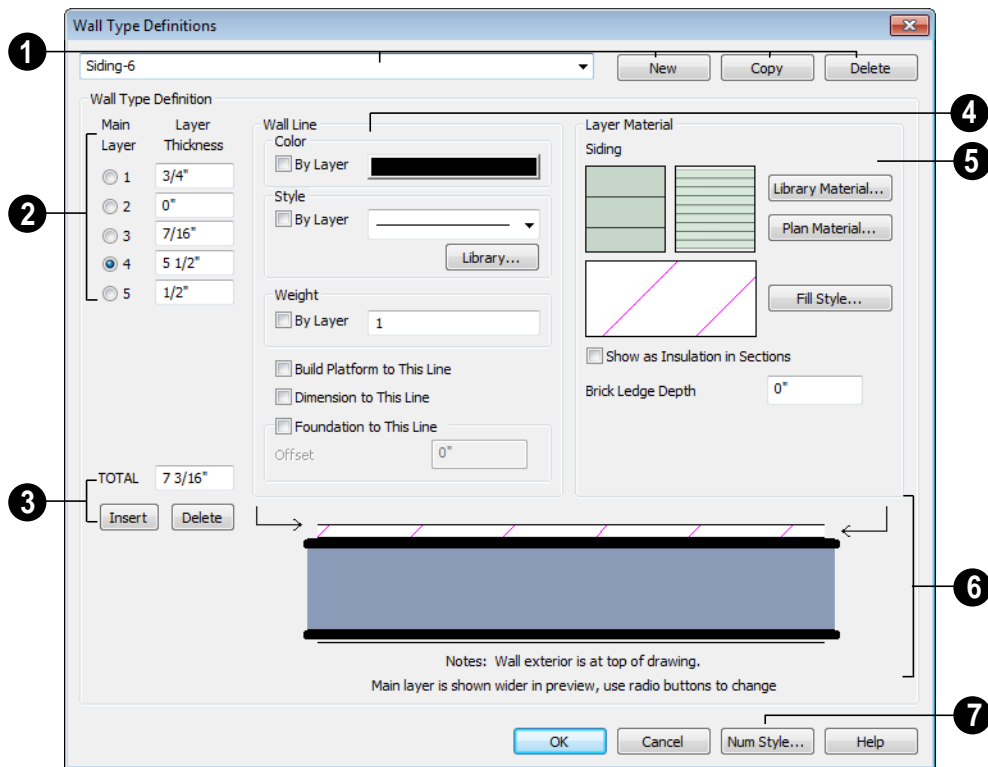 Wall Type Definitions
1
Siding-6
New
Copy
Delete
Wall Type Definition
Main Layer
Layer Thickness
2
1 3/4"
2 0"
3 7/16"
4 5 1/2"
5 1/2"
3
TOTAL 7 3/16"
Insert
Delete
4
Wall Line
Color
By Layer
Style
By Layer
Library...
Weight
By Layer 1
Build Platform to This Line
Dimension to This Line
Foundation to This Line
Offset 0"
5
Layer Material
Siding
Library Material...
Plan Material...
Fill Style...
Show as Insulation in Sections
Brick Ledge Depth 0"
6
Notes: Wall exterior is at top of drawing.
Main layer is shown wider in preview, use radio buttons to change
7
OK
Cancel
Num Style...
Help